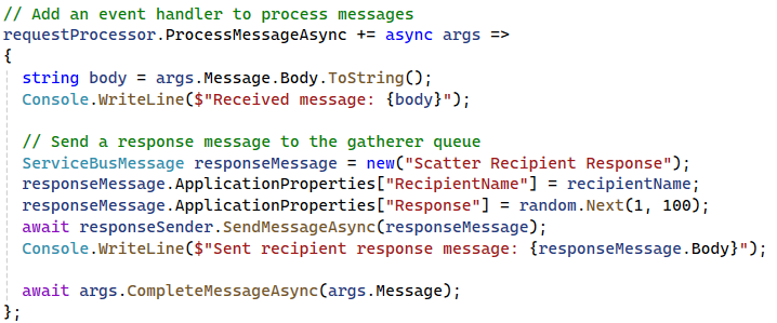 // Add an event handler to process messages
requestProcessor.ProcessMessageAsync += async args =>
{
  string body = args.Message.Body.ToString();
  Console.WriteLine($"Received message: {body}");

  // Send a response message to the gatherer queue
  ServiceBusMessage responseMessage = new("Scatter Recipient Response");
  responseMessage.ApplicationProperties["RecipientName"] = recipientName;
  responseMessage.ApplicationProperties["Response"] = random.Next(1, 100);
  await responseSender.SendMessageAsync(responseMessage);
  Console.WriteLine($"Sent recipient response message: {responseMessage.Body}");

  await args.CompleteMessageAsync(args.Message);
};